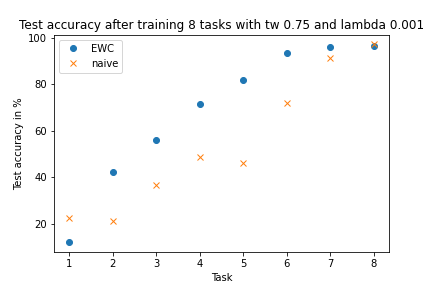 Test accuracy after training 8 tasks with tw 0.75 and lambda 0.001
EWC
naive
100
80
60
40
20
Test accuracy in %
1 2 3 4 5 6 7 8
Task